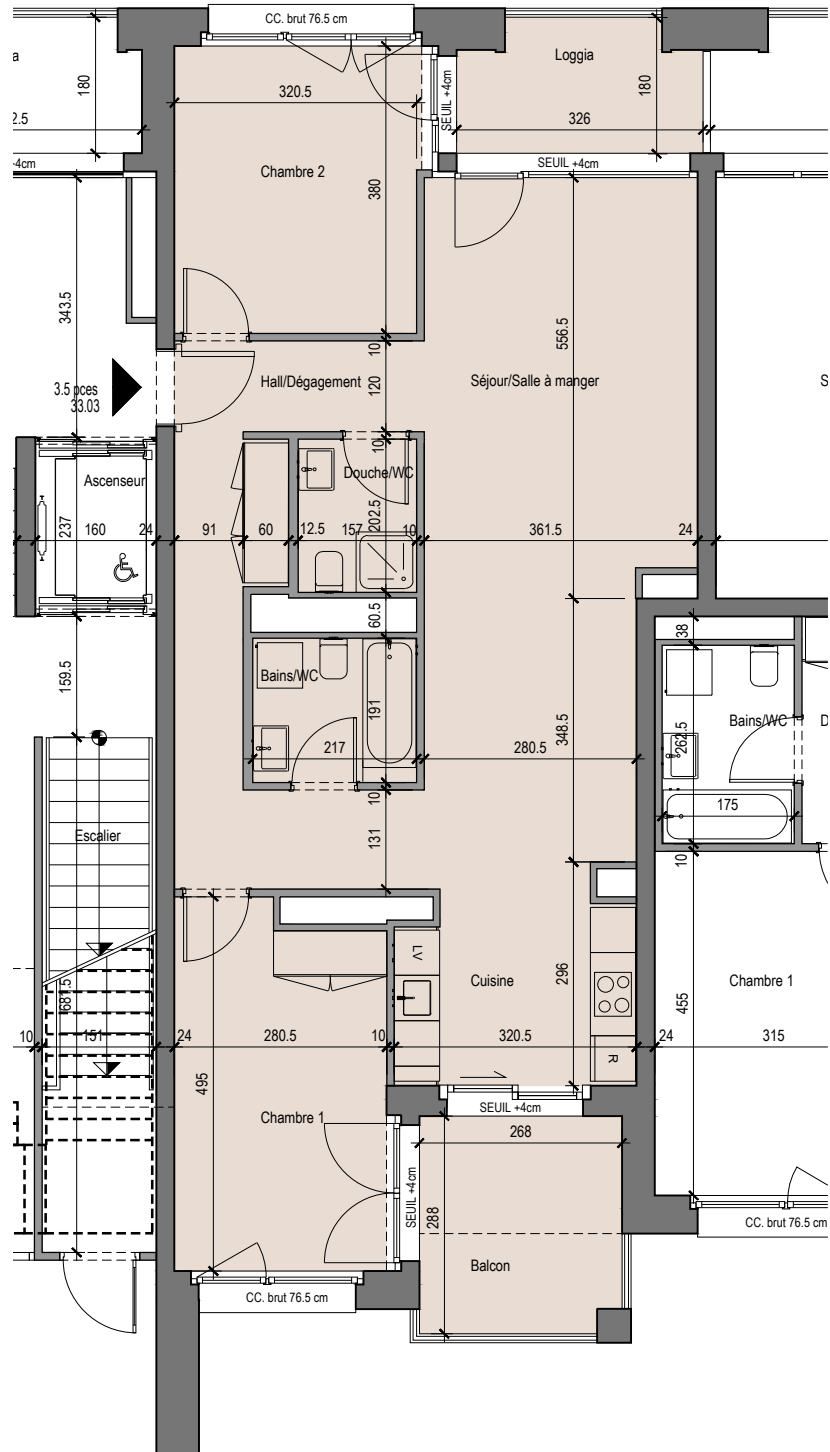 CC. brut 76.5 cm
a
180
2.5
+4cm
320.5
SEUIL +4cm
Loggia
180
326
SEUIL +4cm
Chambre 2
380
343.5
3.5 pces
33.03
10
120
Hall/Dégagement
556.5
Séjour/Salle à manger
S
Ascenseur
237
160
24
91
60
10
Douche/WC
12.5
157
202.5
10
361.5
24
60.5
38
159.5
Bains/WC
191
217
348.5
280.5
262.5
Bains/WC
D
175
10
131
10
Escalier
LV
Cuisine
296
R
681.5
10
151
24
280.5
10
320.5
24
315
455
Chambre 1
495
Chambre 1
SEUIL +4cm
268
SEUIL +4cm
288
Balcon
CC. brut 76.5 cm
CC. brut 76.5 cm